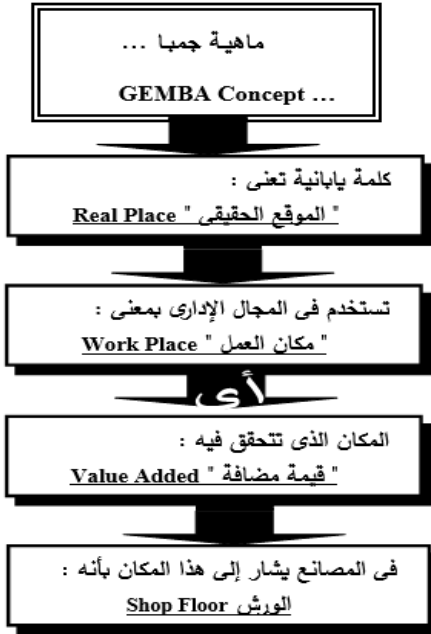 ماهية جمبا ...
GEMBA Concept ...
كلمة يابانية تعنى :
" الموقع الحقيقى " Real Place
تستخدم فى المجال الإدارى بمعنى :
" مكان العمل " Work Place
أى
المكان الذى تتحقق فيه :
" قيمة مضافة " Value Added
فى المصانع يشار إلى هذا المكان بأنه :
الورش Shop Floor